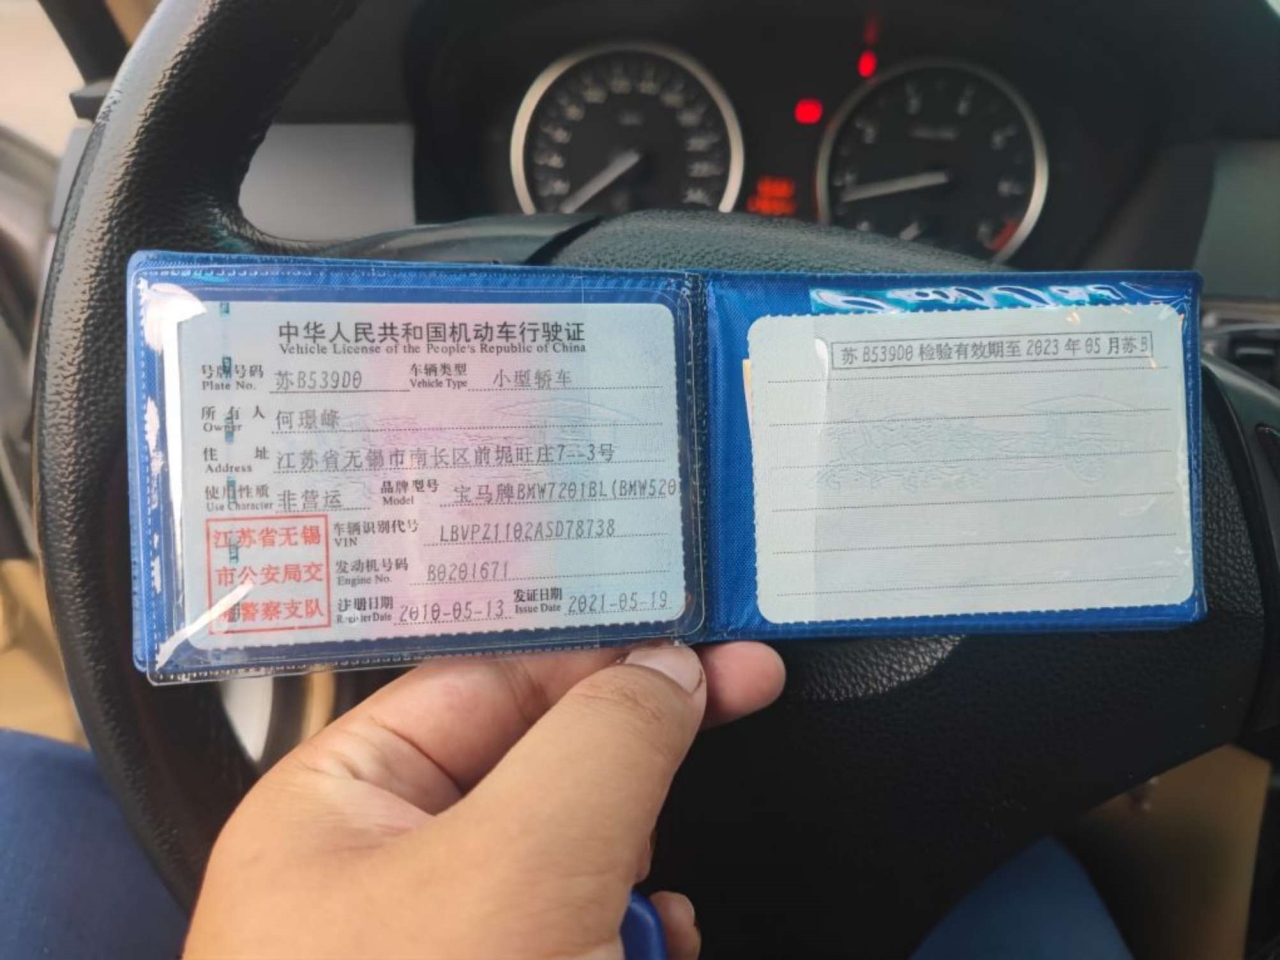 中华人民共和国机动车行驶证
Vehicle License of the People's Republic of China
号牌号码 苏B539D0 车辆类型 小型轿车
Plate No. Vehicle Type
所有人 何璟峰
Owner
住址 江苏省无锡市南长区前坭旺庄7--3号
Address
使用性质 非营运 品牌型号 宝马牌BMW7201BL(BMW520
Use Character Model
江苏省无锡
市公安局交
警察支队
车辆识别代号 LBVPZ1102ASD78738
VIN
发动机号码 B0201671
Engine No.
注册日期 2010-05-13 发证日期 2021-05-19
Register Date Issue Date
苏B539D0 检验有效期至 2023年05月苏B